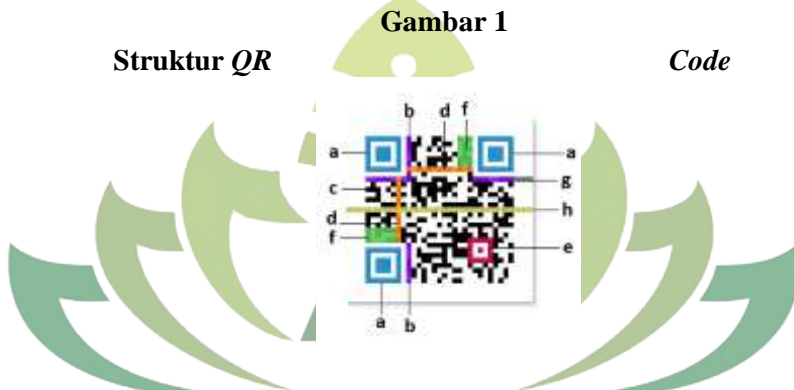 Gambar 1
Struktur QR Code
b d f
a a
c g
d h
f e
a b